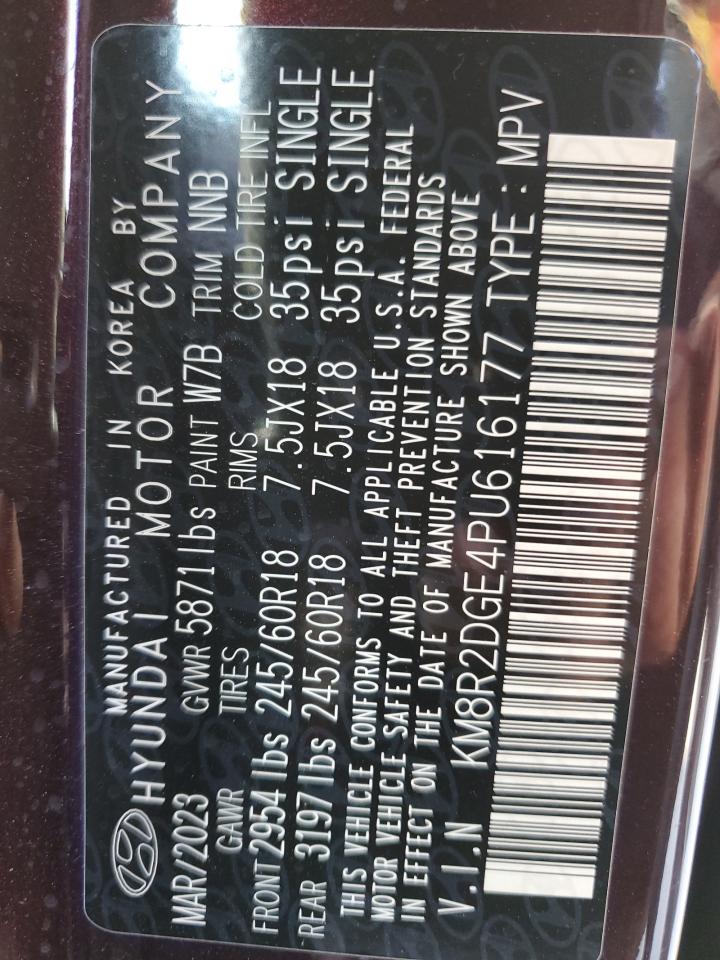 MANUFACTURED IN KOREA BY
HYUNDAI MOTOR COMPANY
MAR/2023 GVWR 5871 lbs PAINT W7B TRIM NNB
GAWR TIRES RIMS COLD TIRE INFL
FRONT 2954 lbs 245/60R18 7.5JX18 35psi SINGLE
REAR 3197 lbs 245/60R18 7.5JX18 35psi SINGLE
THIS VEHICLE CONFORMS TO ALL APPLICABLE U.S.A. FEDERAL
MOTOR VEHICLE SAFETY AND THEFT PREVENTION STANDARDS
IN EFFECT ON THE DATE OF MANUFACTURE SHOWN ABOVE
V.I.N KM8R2DGE4PU616177 TYPE : MPV